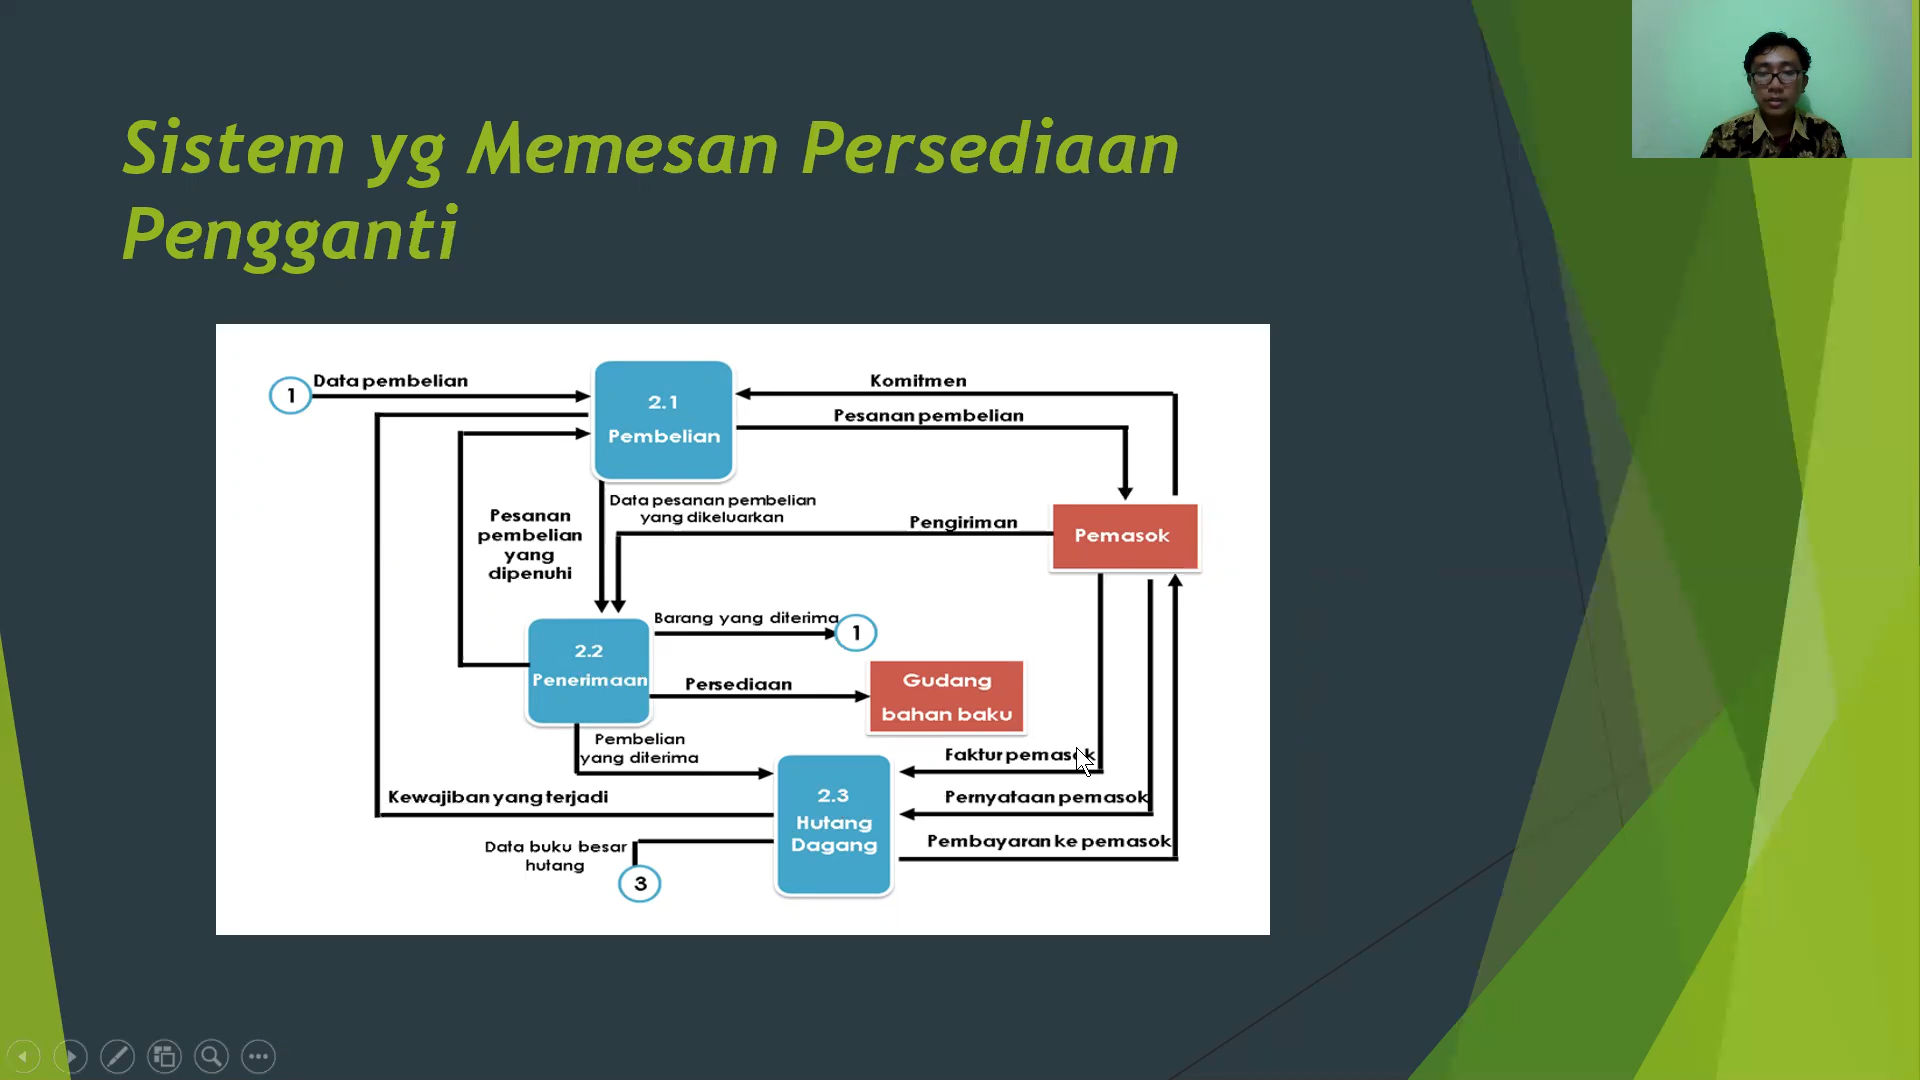 Sistem yg Memesan Persediaan
Pengganti
1
Data pembelian
2.1
Pembelian
Komitmen
Pesanan pembelian
Data pesanan pembelian
yang dikeluarkan
Pesanan
pembelian
yang
dipenuhi
Pengiriman
Pemasok
2.2
Penerimaan
Barang yang diterima
1
Persediaan
Gudang
bahan baku
Pembelian
yang diterima
Faktur pemasok
2.3
Hutang
Dagang
Kewajiban yang terjadi
Pernyataan pemasok
Data buku besar
hutang
Pembayaran ke pemasok
3